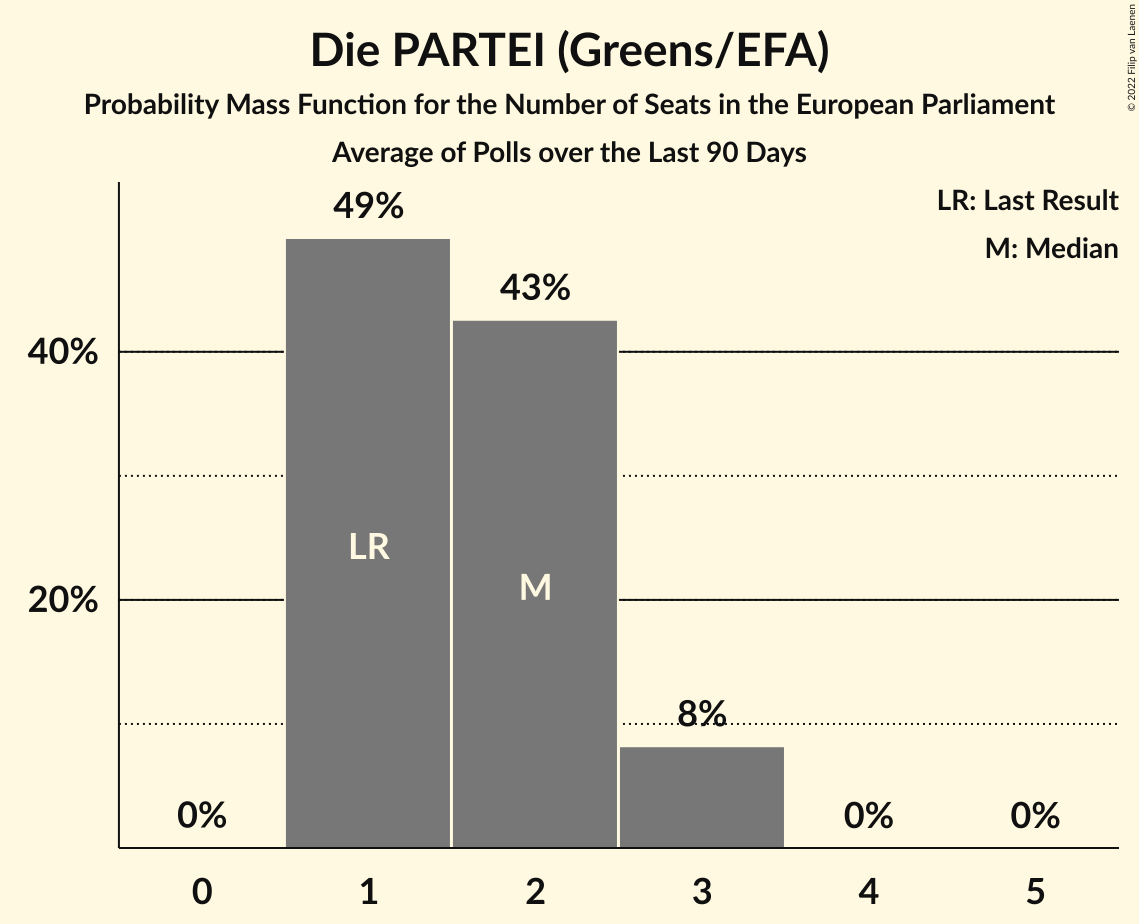 Die PARTEI (Greens/EFA)
Probability Mass Function for the Number of Seats in the European Parliament
Average of Polls over the Last 90 Days
© 2022 Filip van Laenen
LR: Last Result
M: Median
49%
43%
40%
LR
M
20%
8%
0%
0%
0%
0 1 2 3 4 5